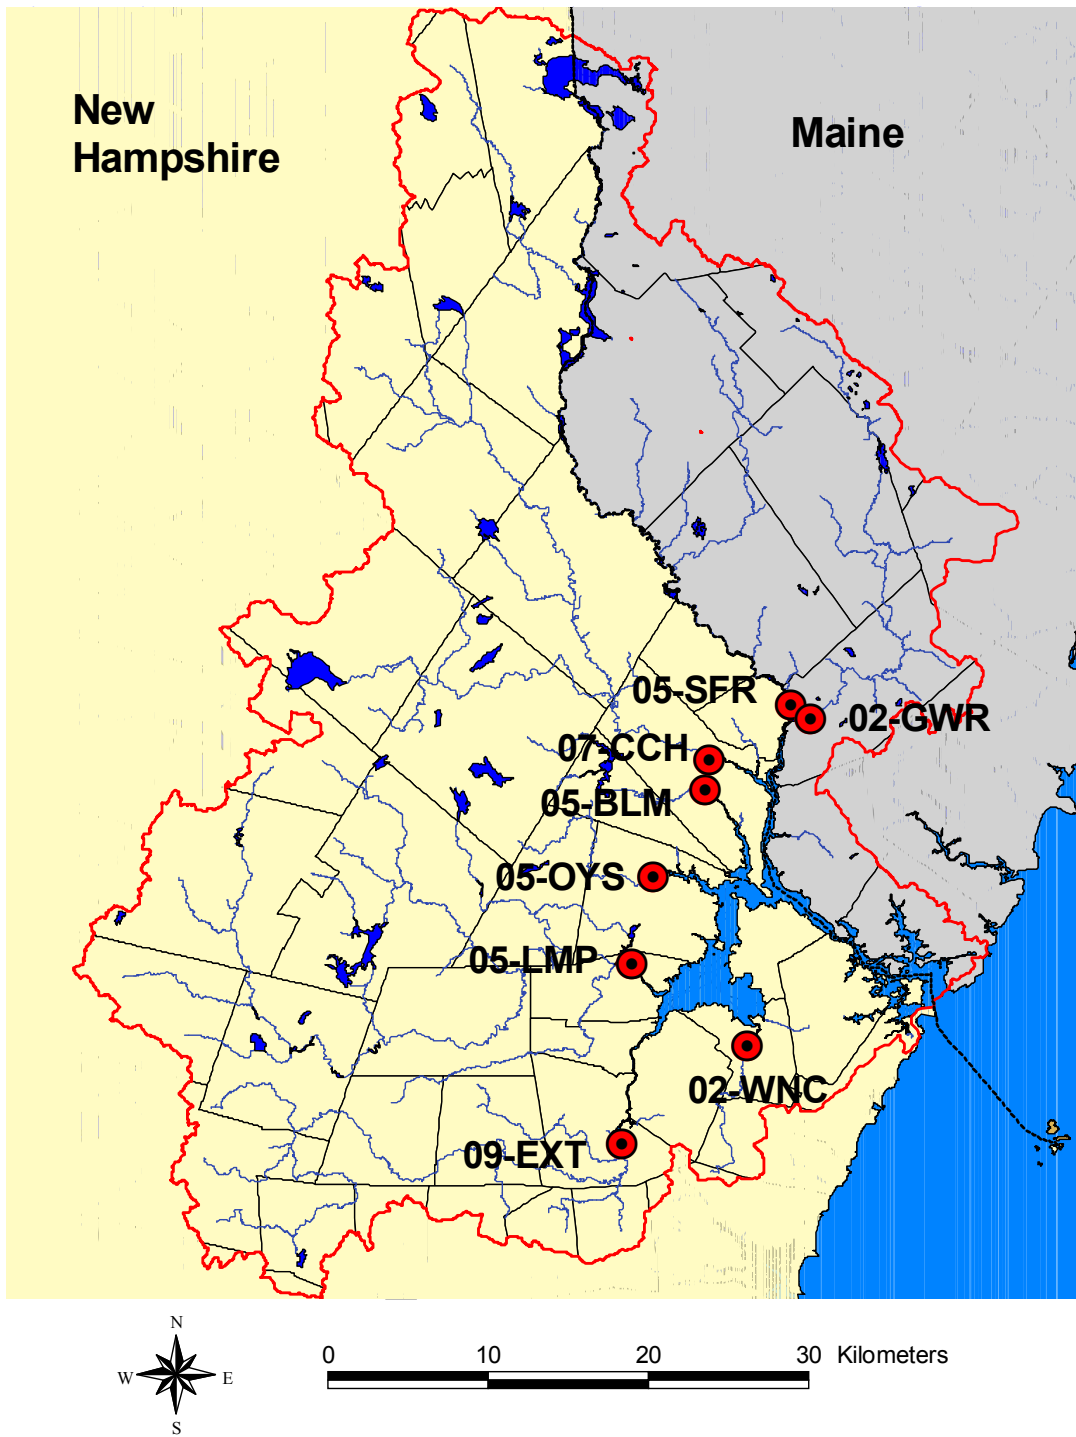 New
Hampshire
Maine
05-SFR
02-GWR
07-CCH
05-BLM
05-OYS
05-LMP
02-WNC
09-EXT
N
W E
S
0 10 20 30 Kilometers